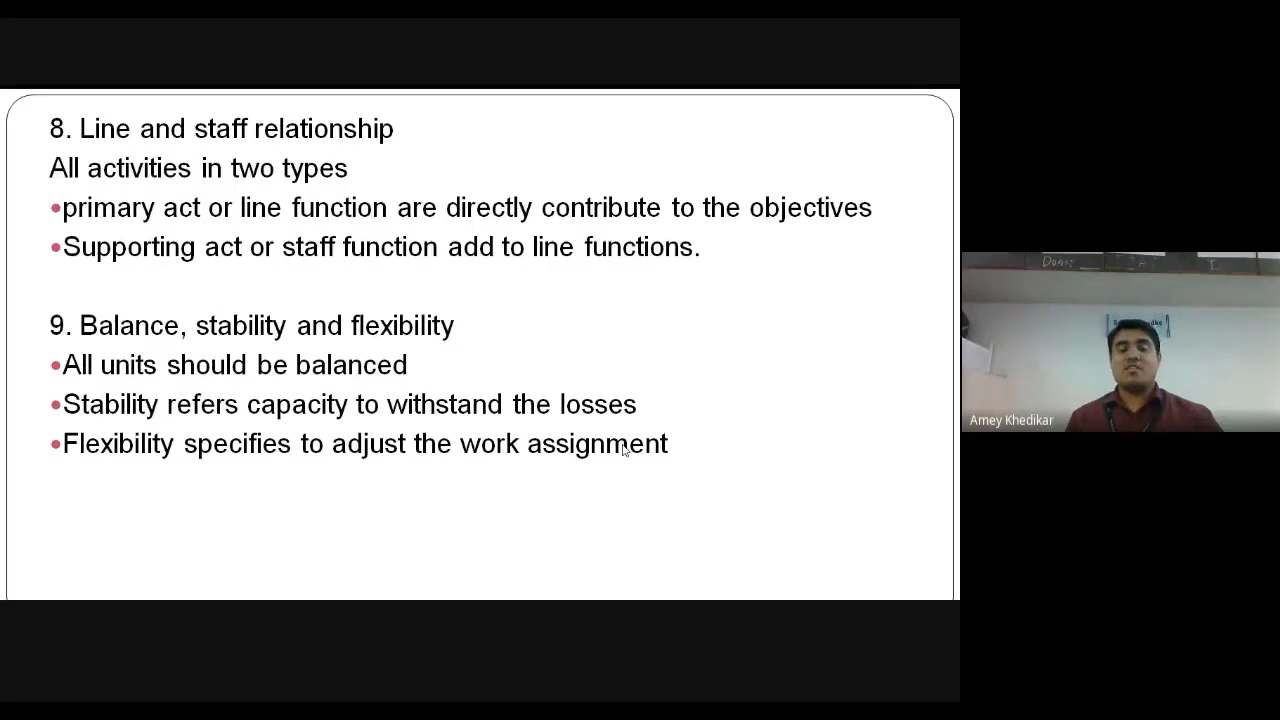 8. Line and staff relationship
All activities in two types
•primary act or line function are directly contribute to the objectives
•Supporting act or staff function add to line functions.
9. Balance, stability and flexibility
•All units should be balanced
•Stability refers capacity to withstand the losses
•Flexibility specifies to adjust the work assignment
Amey Khedikar